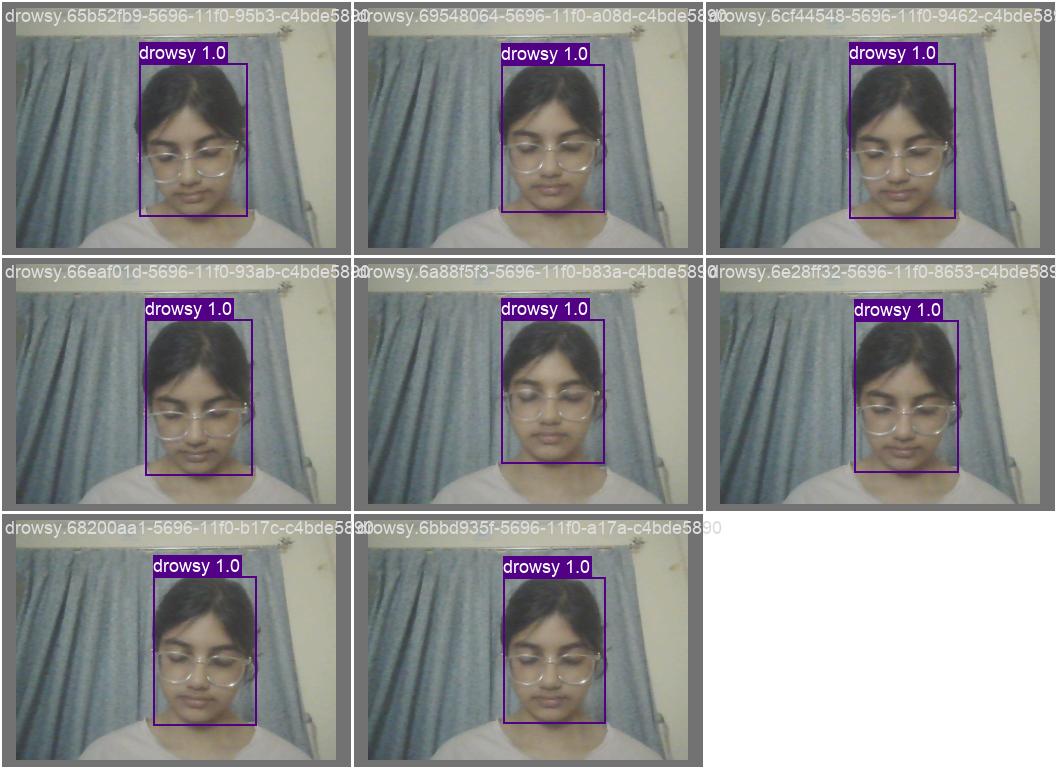 drowsy.65b52fb9-5696-11f0-95b3-c4bde5890
drowsy.69548064-5696-11f0-a08d-c4bde5890
drowsy.6cf44548-5696-11f0-9462-c4bde589
drowsy 1.0
drowsy 1.0
drowsy 1.0
drowsy.66eaf01d-5696-11f0-93ab-c4bde5890
drowsy.6a88f5f3-5696-11f0-b83a-c4bde5890
drowsy.6e28ff32-5696-11f0-8653-c4bde589
drowsy 1.0
drowsy 1.0
drowsy 1.0
drowsy.68200aa1-5696-11f0-b17c-c4bde5890
drowsy.6bbd935f-5696-11f0-a17a-c4bde5890
drowsy 1.0
drowsy 1.0